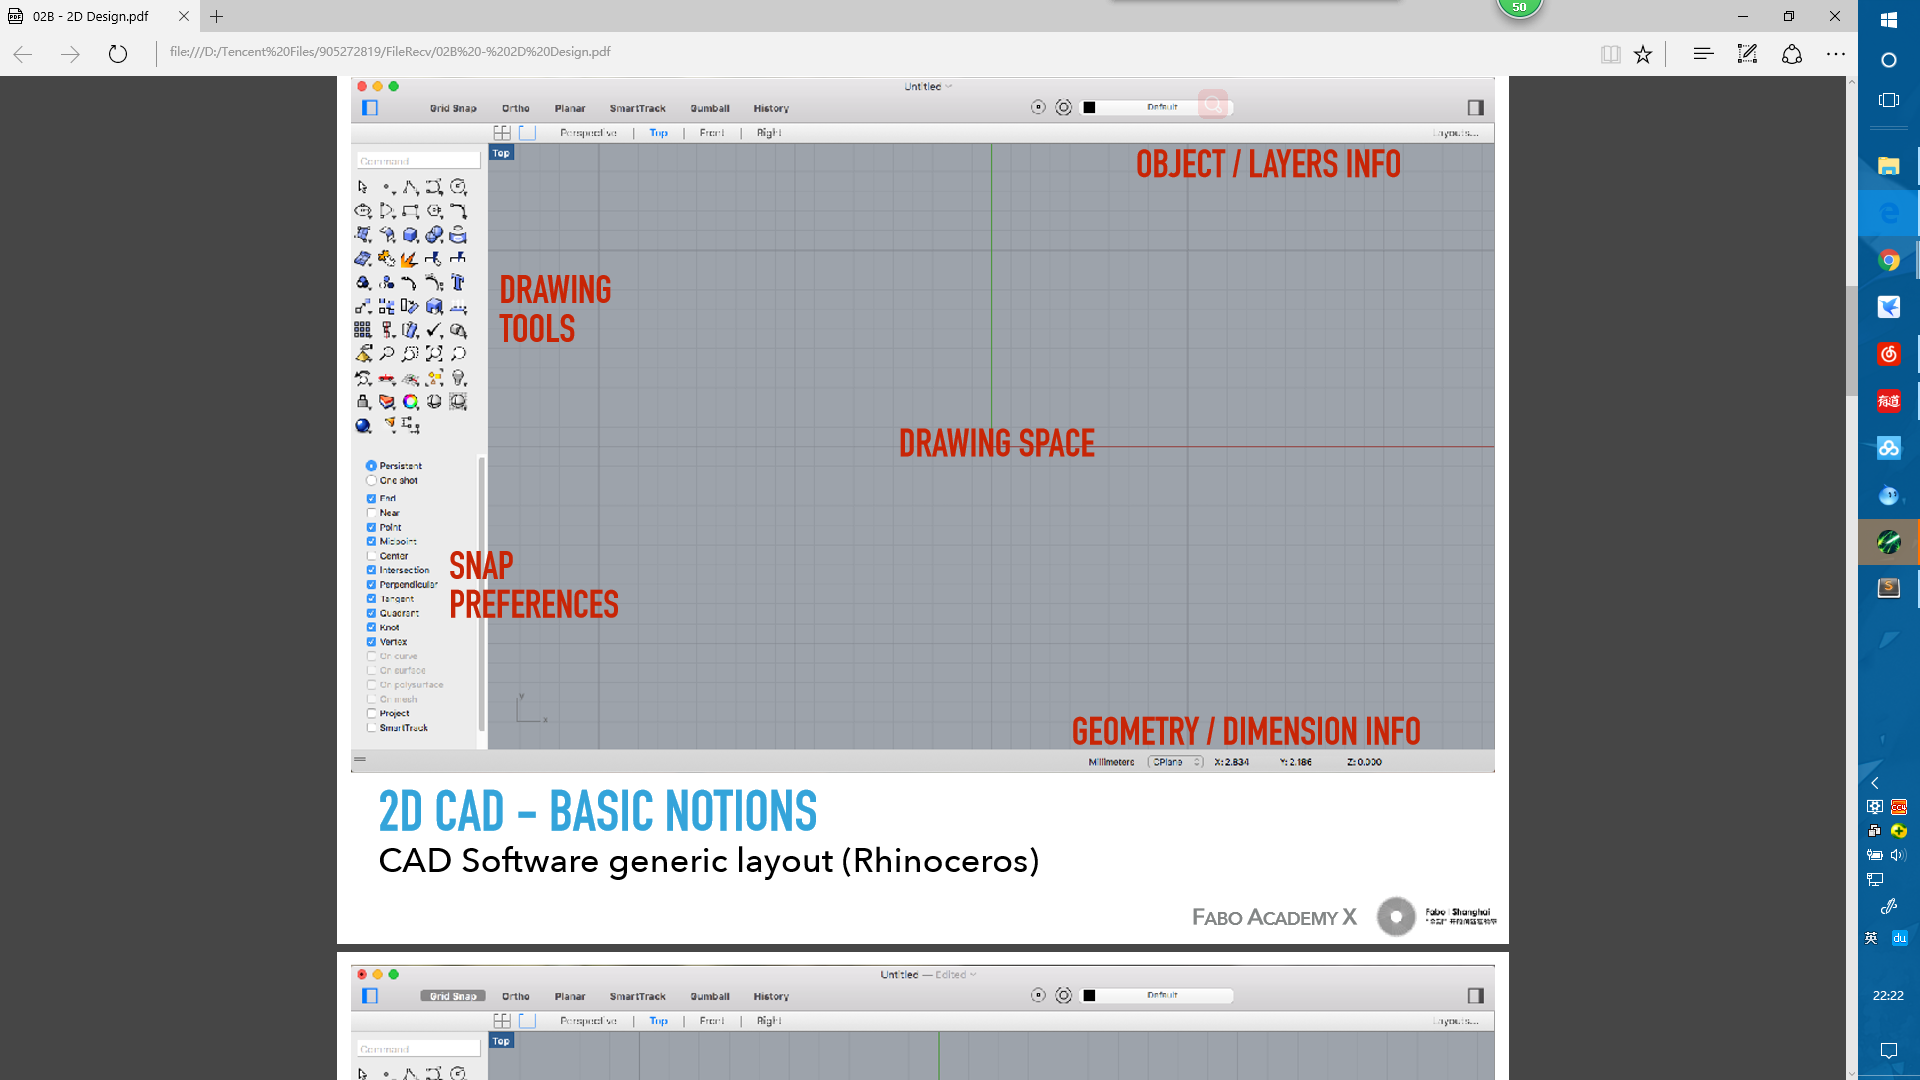 02B - 2D Design.pdf
50
file:///D:/Tencent%20Files/905272819/FileRecv/02B%20-%202D%20Design.pdf
Untitled
Grid Snap Ortho Planar SmartTrack Gumball History Default
Perspective | Top | Front | Right Layouts...
Command
Top
OBJECT / LAYERS INFO
DRAWING
TOOLS
DRAWING SPACE
Persistent
One shot
End
Near
Point
Midpoint
Center
Intersection
Perpendicular
Tangent
Quadrant
Knot
Vertex
On curve
On surface
On polysurface
On mesh
Project
SmartTrack
SNAP
PREFERENCES
y
x
GEOMETRY / DIMENSION INFO
Millimeters CPlane X: 2.834 Y: 2.186 Z: 0.000
2D CAD - BASIC NOTIONS
CAD Software generic layout (Rhinoceros)
FABO ACADEMY X
Fabo | Shanghai
Untitled — Edited
Grid Snap Ortho Planar SmartTrack Gumball History Default
Perspective | Top | Front | Right Layouts...
Command
Top
有道
英 du
22:22